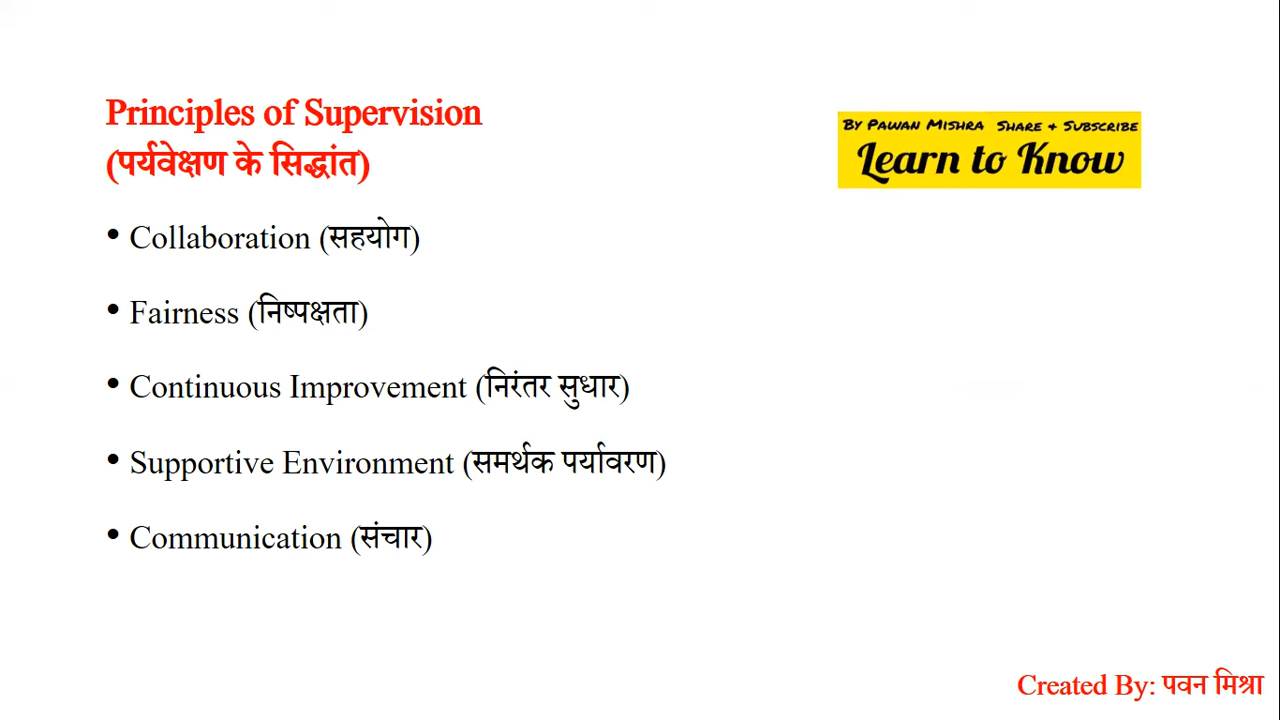 Principles of Supervision
(पर्यवेक्षण के सिद्धांत)
By Pawan Mishra Share & Subscribe
Learn to Know
• Collaboration (सहयोग)
• Fairness (निष्पक्षता)
• Continuous Improvement (निरंतर सुधार)
• Supportive Environment (समर्थक पर्यावरण)
• Communication (संचार)
Created By: पवन मिश्रा